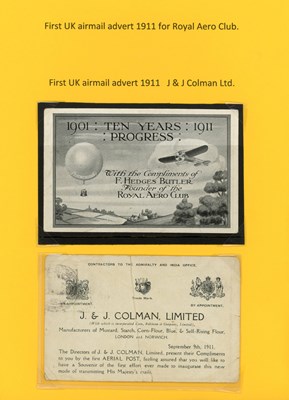 First UK airmail advert 1911 for Royal Aero Club.
First UK airmail advert 1911 J & J Colman Ltd.
1901 : TEN YEARS : 1911
PROGRESS
With the Compliments of
F. Hedges Butler
Founder of the
ROYAL AERO CLUB
CONTRACTORS TO THE ADMIRALTY AND INDIA OFFICE.
BY APPOINTMENT.
Trade Mark
BY APPOINTMENT.
J. & J. COLMAN, LIMITED
Manufacturers of Mustard, Starch, Corn-Flour, Blue, & Self-Rising Flour,
LONDON and NORWICH.
September 9th, 1911.
The Directors of J. & J. COLMAN, Limited, present their Compliments
to you by the first AERIAL POST, feeling assured that you will like to
have a Souvenir of the first effort ever made to inaugurate this new
mode of transmitting His Majesty's mails.